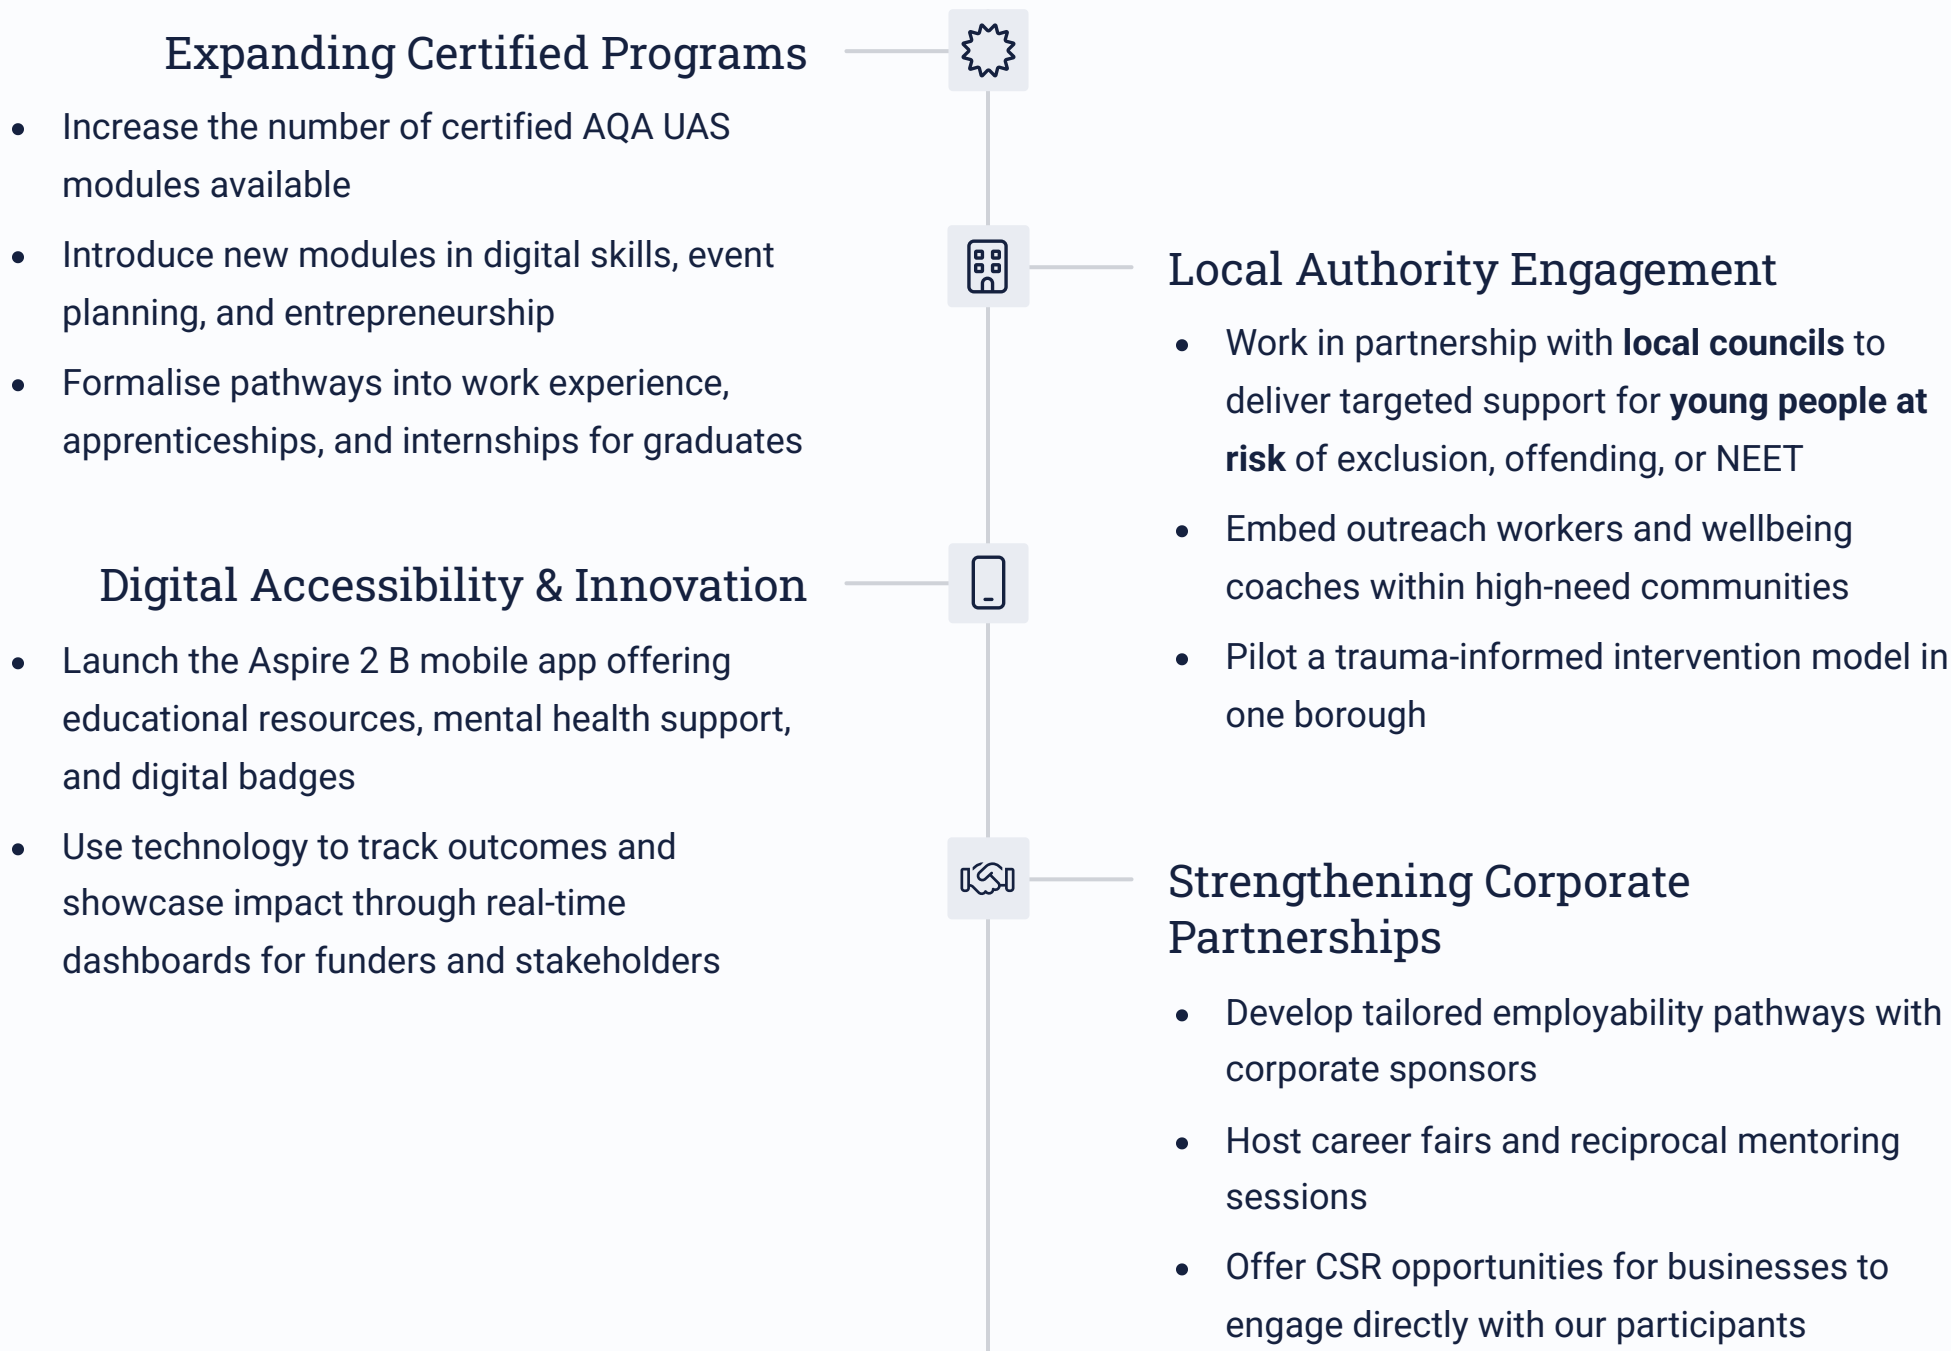 Expanding Certified Programs
• Increase the number of certified AQA UAS
modules available
• Introduce new modules in digital skills, event
planning, and entrepreneurship
• Formalise pathways into work experience,
apprenticeships, and internships for graduates
Local Authority Engagement
• Work in partnership with local councils to
deliver targeted support for young people at
risk of exclusion, offending, or NEET
• Embed outreach workers and wellbeing
coaches within high-need communities
• Pilot a trauma-informed intervention model in
one borough
Digital Accessibility & Innovation
• Launch the Aspire 2 B mobile app offering
educational resources, mental health support,
and digital badges
• Use technology to track outcomes and
showcase impact through real-time
dashboards for funders and stakeholders
Strengthening Corporate
Partnerships
• Develop tailored employability pathways with
corporate sponsors
• Host career fairs and reciprocal mentoring
sessions
• Offer CSR opportunities for businesses to
engage directly with our participants